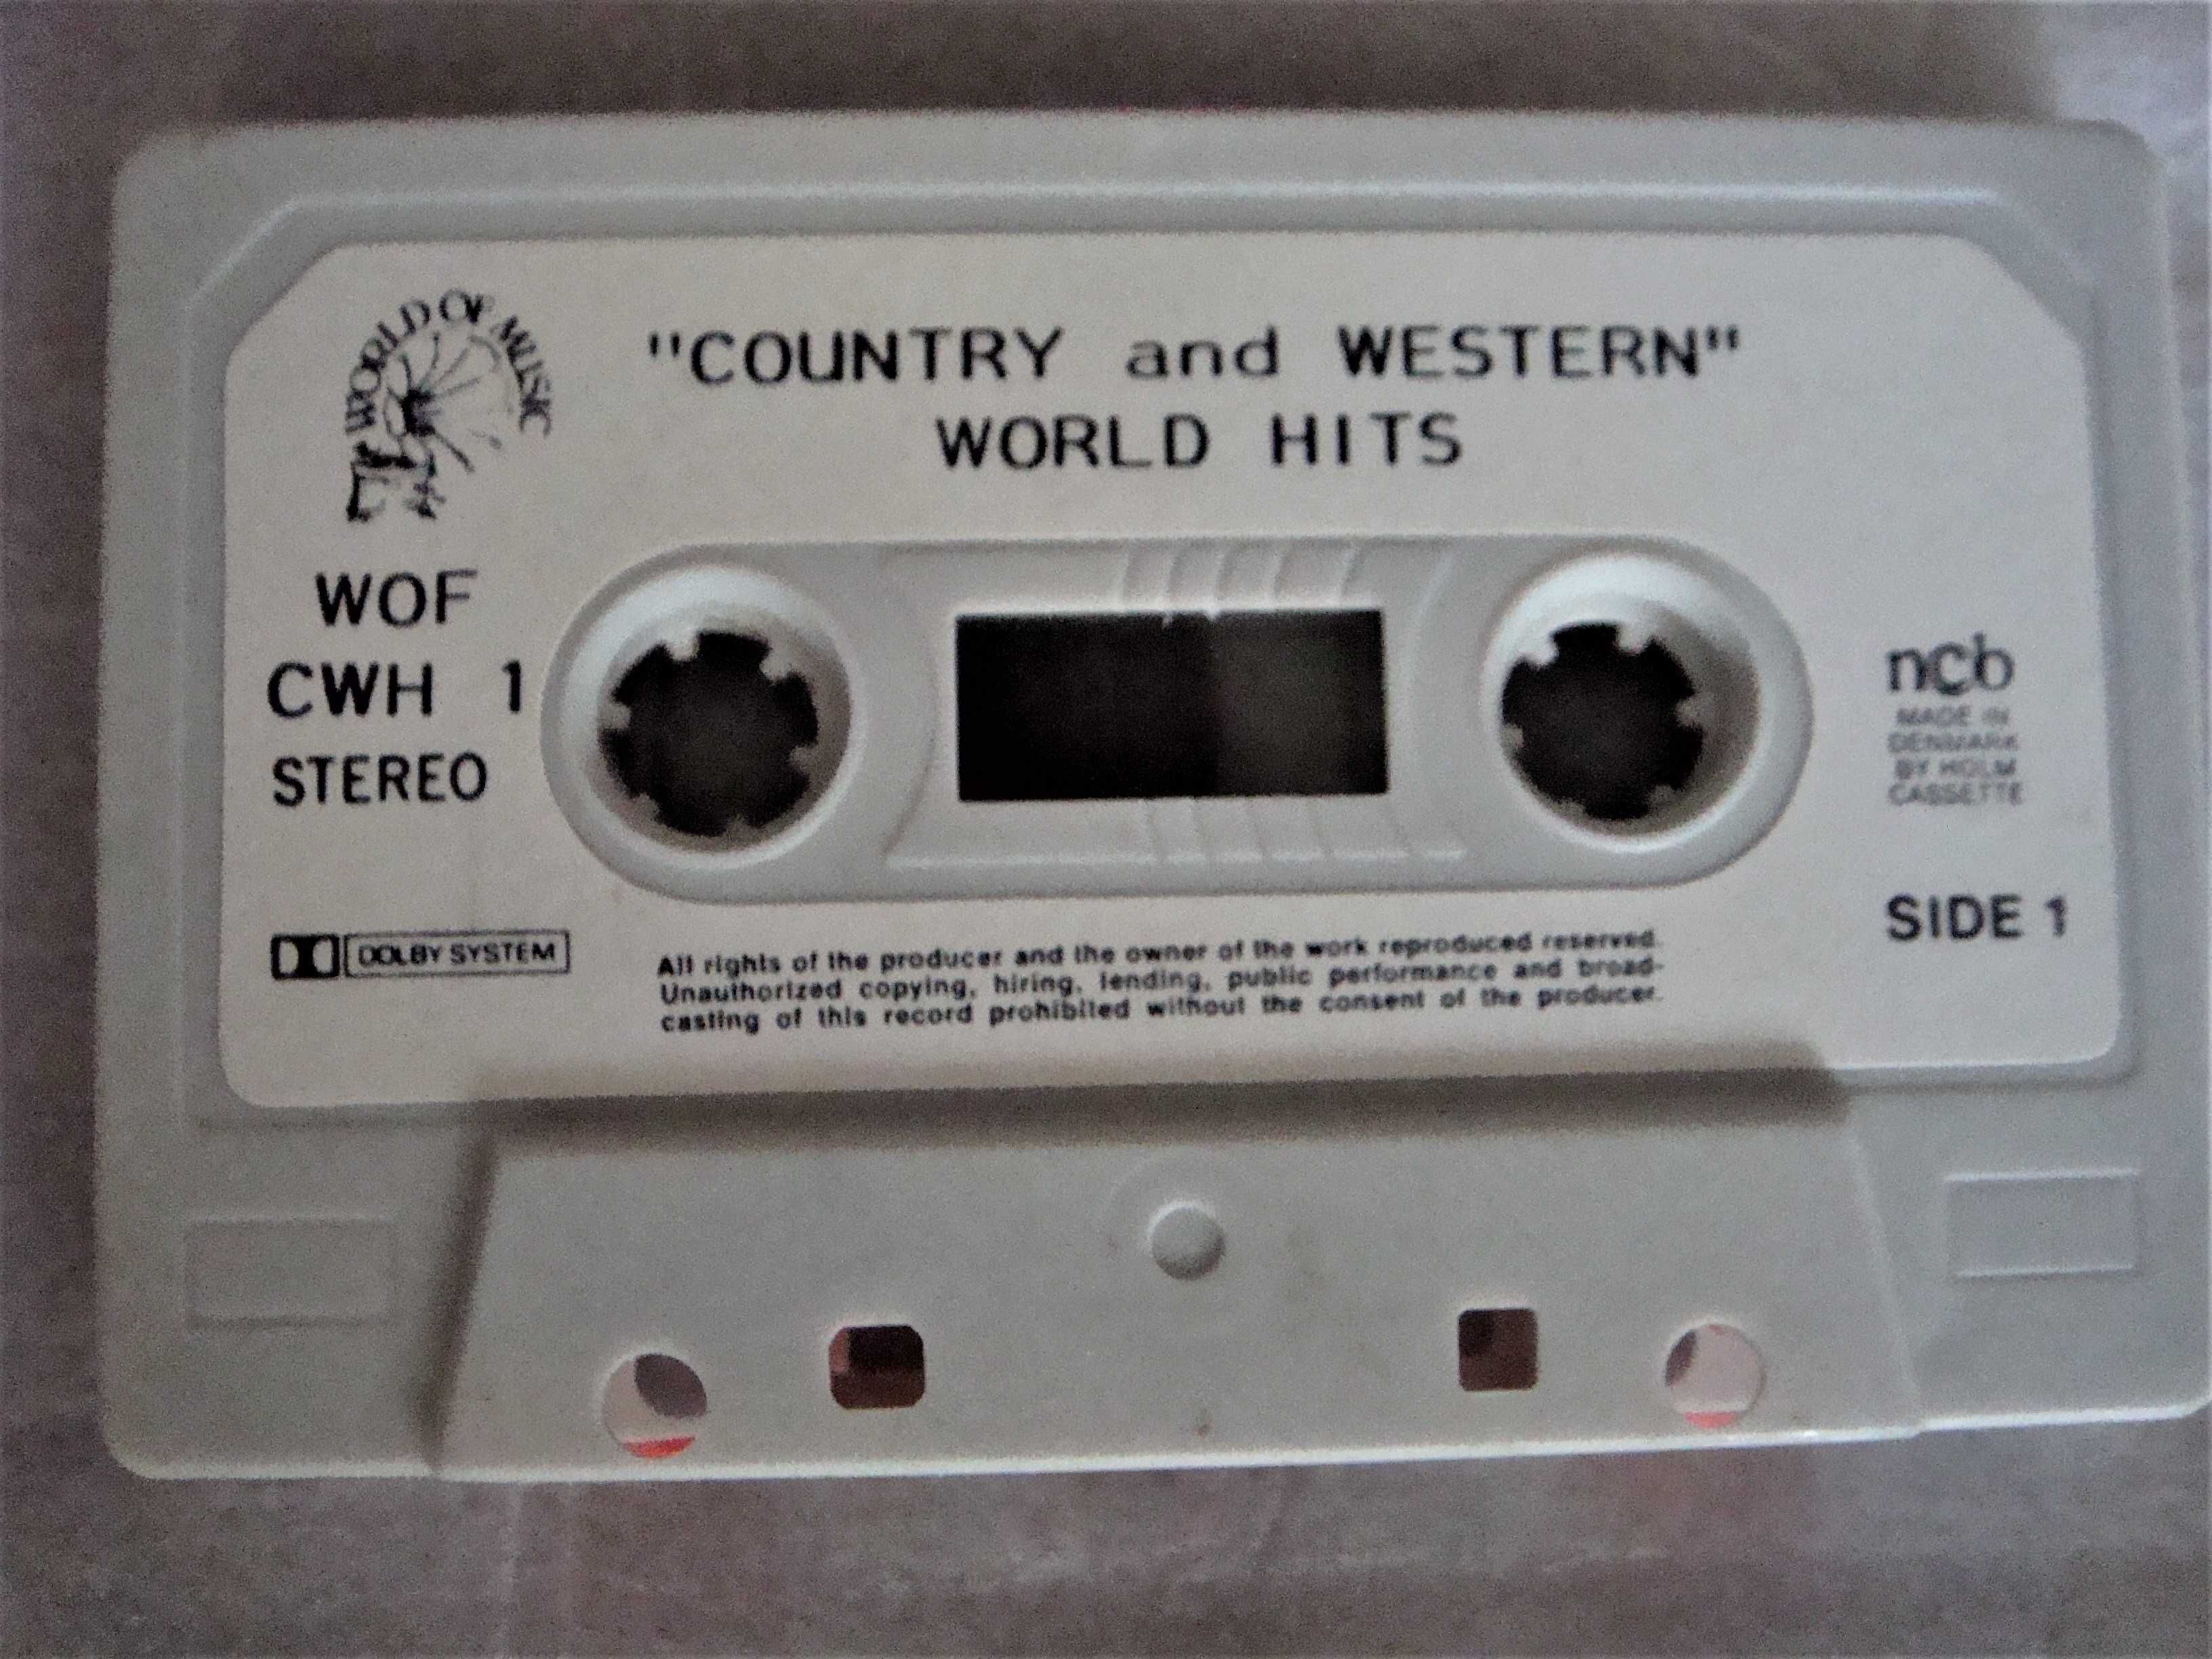 WORLD OF MUSIC
"COUNTRY and WESTERN"
WORLD HITS
WOF
CWH 1
STEREO
ncb
MADE IN
DENMARK
BY HOLM
CASSETTE
SIDE 1
DOLBY SYSTEM
All rights of the producer and the owner of the work reproduced reserved.
Unauthorized copying, hiring, lending, public performance and broad-
casting of this record prohibited without the consent of the producer.